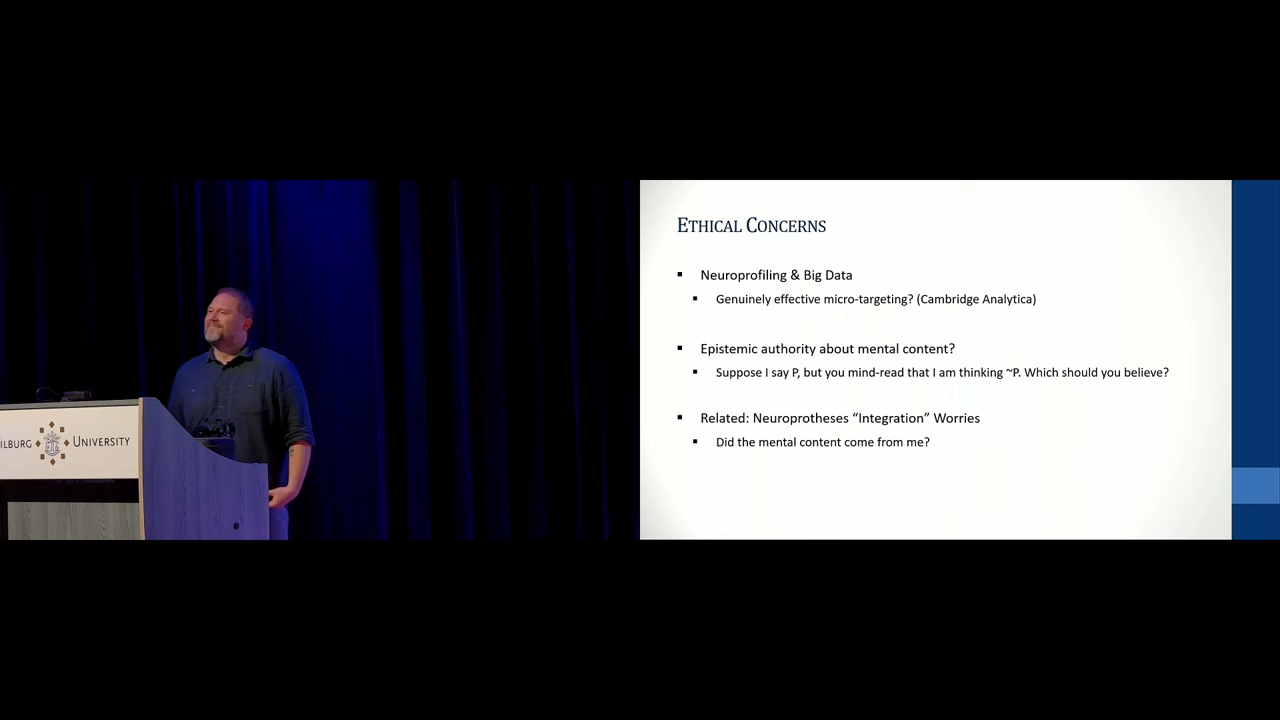 ILBURG UNIVERSITY
ETHICAL CONCERNS
▪ Neuroprofiling & Big Data
▪ Genuinely effective micro-targeting? (Cambridge Analytica)
▪ Epistemic authority about mental content?
▪ Suppose I say P, but you mind-read that I am thinking ~P. Which should you believe?
▪ Related: Neuroprotheses “Integration” Worries
▪ Did the mental content come from me?